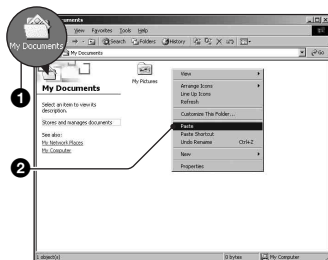 My Documents
View Favorites Tools Help
Search Folders History
My Documents
Go
My Documents
Select an item to view its
description.
Stores and manages documents
See also:
My Network Places
My Computer
My Pictures
View
Arrange Icons
Line Up Icons
Refresh
Customize This Folder...
Paste
Paste Shortcut
Undo Rename Ctrl+Z
New
Properties
1
2
1 object(s)
0 bytes
My Computer